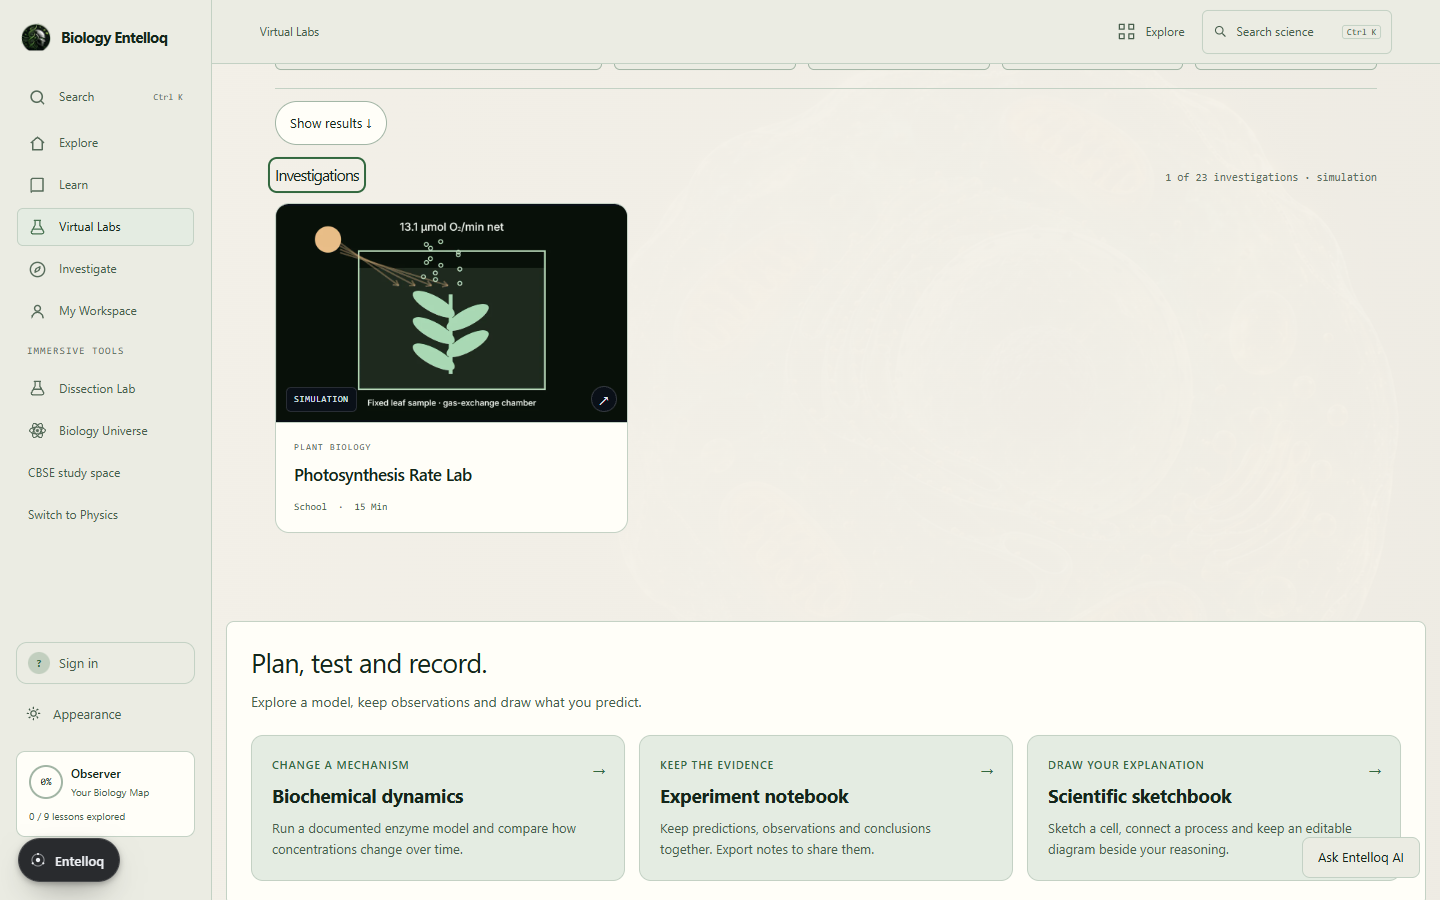 Biology Entelloq
Search Ctrl K
Explore
Learn
Virtual Labs
Investigate
My Workspace
IMMERSIVE TOOLS
Dissection Lab
Biology Universe
CBSE study space
Switch to Physics
? Sign in
Appearance
0% Observer
Your Biology Map
0 / 9 lessons explored
Entelloq
Virtual Labs
Explore
Search science Ctrl K
Show results ↓
Investigations
1 of 23 investigations · simulation
13.1 µmol O₂/min net
SIMULATION
Fixed leaf sample · gas-exchange chamber
↗
PLANT BIOLOGY
Photosynthesis Rate Lab
School · 15 Min
Plan, test and record.
Explore a model, keep observations and draw what you predict.
CHANGE A MECHANISM →
Biochemical dynamics
Run a documented enzyme model and compare how
concentrations change over time.
KEEP THE EVIDENCE →
Experiment notebook
Keep predictions, observations and conclusions
together. Export notes to share them.
DRAW YOUR EXPLANATION →
Scientific sketchbook
Sketch a cell, connect a process and keep an editable
diagram beside your reasoning.
Ask Entelloq AI